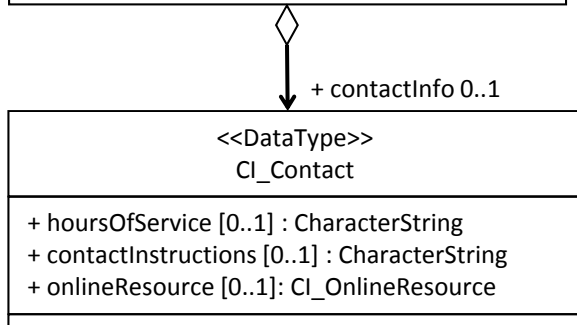 + contactInfo 0..1
<<DataType>>
CI_Contact
+ hoursOfService [0..1] : CharacterString
+ contactInstructions [0..1] : CharacterString
+ onlineResource [0..1]: CI_OnlineResource